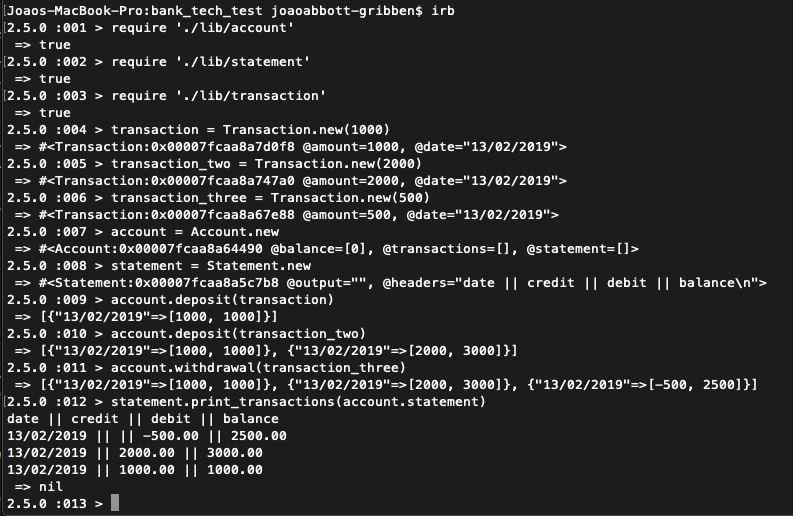 Joaos-MacBook-Pro:bank_tech_test joaoabbott-gribben$ irb
[2.5.0 :001 > require './lib/account'
 => true
[2.5.0 :002 > require './lib/statement'
 => true
[2.5.0 :003 > require './lib/transaction'
 => true
2.5.0 :004 > transaction = Transaction.new(1000)
 => #<Transaction:0x00007fcaa8a7d0f8 @amount=1000, @date="13/02/2019">
2.5.0 :005 > transaction_two = Transaction.new(2000)
 => #<Transaction:0x00007fcaa8a747a0 @amount=2000, @date="13/02/2019">
2.5.0 :006 > transaction_three = Transaction.new(500)
 => #<Transaction:0x00007fcaa8a67e88 @amount=500, @date="13/02/2019">
2.5.0 :007 > account = Account.new
 => #<Account:0x00007fcaa8a64490 @balance=[0], @transactions=[], @statement=[]>
2.5.0 :008 > statement = Statement.new
 => #<Statement:0x00007fcaa8a5c7b8 @output="", @headers="date || credit || debit || balance\n">
2.5.0 :009 > account.deposit(transaction)
 => [{"13/02/2019"=>[1000, 1000]}]
2.5.0 :010 > account.deposit(transaction_two)
 => [{"13/02/2019"=>[1000, 1000]}, {"13/02/2019"=>[2000, 3000]}]
2.5.0 :011 > account.withdrawal(transaction_three)
 => [{"13/02/2019"=>[1000, 1000]}, {"13/02/2019"=>[2000, 3000]}, {"13/02/2019"=>[-500, 2500]}]
[2.5.0 :012 > statement.print_transactions(account.statement)
date || credit || debit || balance
13/02/2019 || || -500.00 || 2500.00
13/02/2019 || 2000.00 || 3000.00
13/02/2019 || 1000.00 || 1000.00
 => nil
2.5.0 :013 >